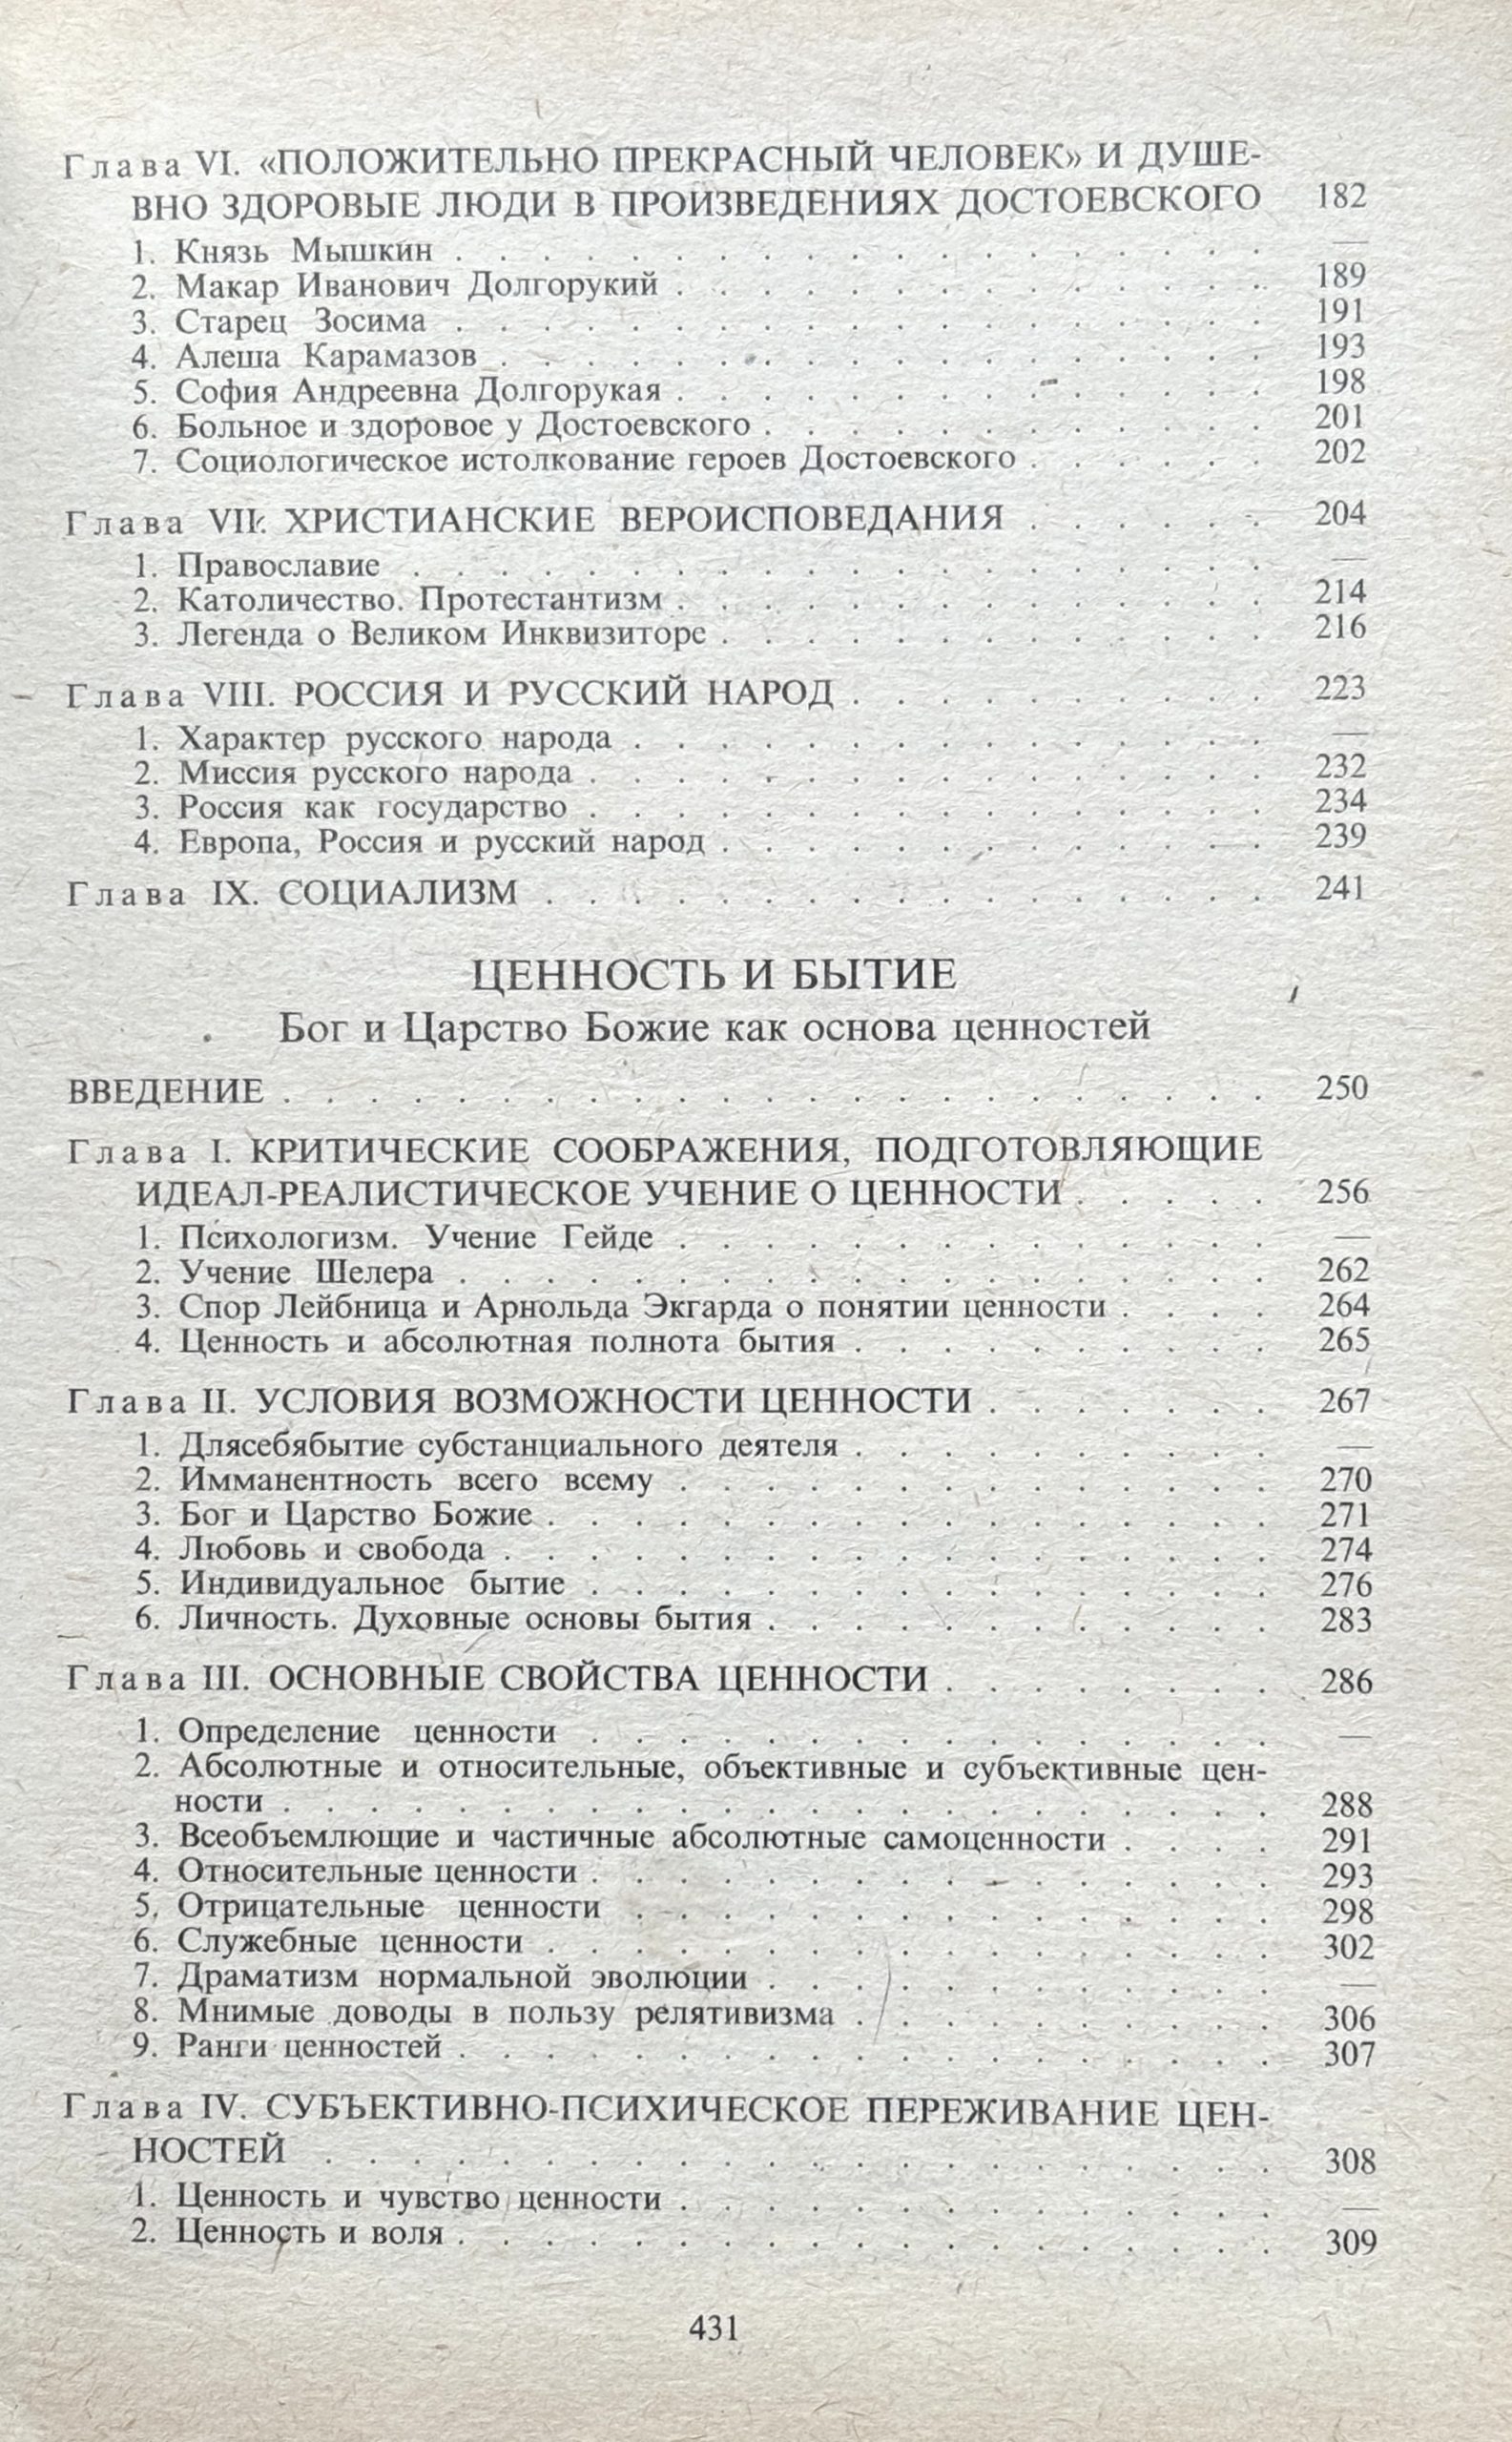 Глава VI. «ПОЛОЖИТЕЛЬНО ПРЕКРАСНЫЙ ЧЕЛОВЕК» И ДУШЕ-
ВНО ЗДОРОВЫЕ ЛЮДИ В ПРОИЗВЕДЕНИЯХ ДОСТОЕВСКОГО 182
1. Князь Мышкин . . . . . . . . . . . . . . . . . . . —
2. Макар Иванович Долгорукий . . . . . . . . . . . . . . 189
3. Старец Зосима . . . . . . . . . . . . . . . . . . . 191
4. Алеша Карамазов . . . . . . . . . . . . . . . . . . 193
5. София Андреевна Долгорукая . . . . . . . . . . . . . . 198
6. Больное и здоровое у Достоевского . . . . . . . . . . . . 201
7. Социологическое истолкование героев Достоевского . . . . . . 202
Глава VII. ХРИСТИАНСКИЕ ВЕРОИСПОВЕДАНИЯ . . . . . . 204
1. Православие . . . . . . . . . . . . . . . . . . . . —
2. Католичество. Протестантизм . . . . . . . . . . . . . . 214
3. Легенда о Великом Инквизиторе . . . . . . . . . . . . . 216
Глава VIII. РОССИЯ И РУССКИЙ НАРОД . . . . . . . . . . 223
1. Характер русского народа . . . . . . . . . . . . . . . —
2. Миссия русского народа . . . . . . . . . . . . . . . . 232
3. Россия как государство . . . . . . . . . . . . . . . . 234
4. Европа, Россия и русский народ . . . . . . . . . . . . . 239
Глава IX. СОЦИАЛИЗМ . . . . . . . . . . . . . . . . . 241
ЦЕННОСТЬ И БЫТИЕ
Бог и Царство Божие как основа ценностей
ВВЕДЕНИЕ . . . . . . . . . . . . . . . . . . . . . . . 250
Глава I. КРИТИЧЕСКИЕ СООБРАЖЕНИЯ, ПОДГОТОВЛЯЮЩИЕ
ИДЕАЛ-РЕАЛИСТИЧЕСКОЕ УЧЕНИЕ О ЦЕННОСТИ . . . . . 256
1. Психологизм. Учение Гейде . . . . . . . . . . . . . . —
2. Учение Шелера . . . . . . . . . . . . . . . . . . . 262
3. Спор Лейбница и Арнольда Экгарда о понятии ценности . . . . 264
4. Ценность и абсолютная полнота бытия . . . . . . . . . . 265
Глава II. УСЛОВИЯ ВОЗМОЖНОСТИ ЦЕННОСТИ . . . . . . . 267
1. Длясебябытие субстанциального деятеля . . . . . . . . . . —
2. Имманентность всего всему . . . . . . . . . . . . . . 270
3. Бог и Царство Божие . . . . . . . . . . . . . . . . . 271
4. Любовь и свобода . . . . . . . . . . . . . . . . . . 274
5. Индивидуальное бытие . . . . . . . . . . . . . . . . 276
6. Личность. Духовные основы бытия . . . . . . . . . . . . 283
Глава III. ОСНОВНЫЕ СВОЙСТВА ЦЕННОСТИ . . . . . . . . 286
1. Определение ценности . . . . . . . . . . . . . . . . —
2. Абсолютные и относительные, объективные и субъективные цен-
ности . . . . . . . . . . . . . . . . . . . . . . . 288
3. Всеобъемлющие и частичные абсолютные самоценности . . . . 291
4. Относительные ценности . . . . . . . . . . . . . . . . 293
5. Отрицательные ценности . . . . . . . . . . . . . . . 298
6. Служебные ценности . . . . . . . . . . . . . . . . . 302
7. Драматизм нормальной эволюции . . . . . . . . . . . . —
8. Мнимые доводы в пользу релятивизма . . . . . . . . . . 306
9. Ранги ценностей . . . . . . . . . . . . . . . . . . . 307
Глава IV. СУБЪЕКТИВНО-ПСИХИЧЕСКОЕ ПЕРЕЖИВАНИЕ ЦЕН-
НОСТЕЙ . . . . . . . . . . . . . . . . . . . . . . 308
1. Ценность и чувство ценности . . . . . . . . . . . . . . —
2. Ценность и воля . . . . . . . . . . . . . . . . . . . 309
431